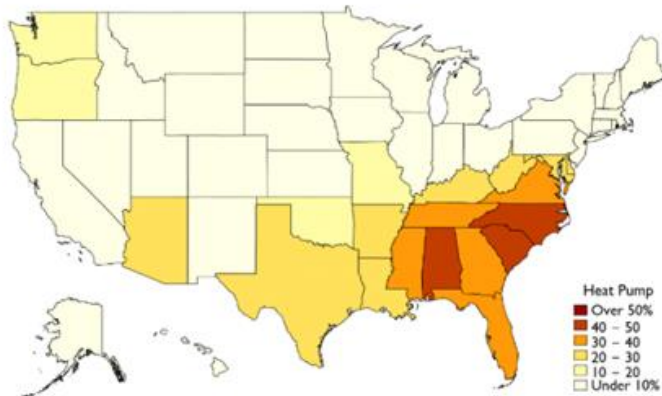 Heat Pump
Over 50%
40 – 50
30 – 40
20 – 30
10 – 20
Under 10%